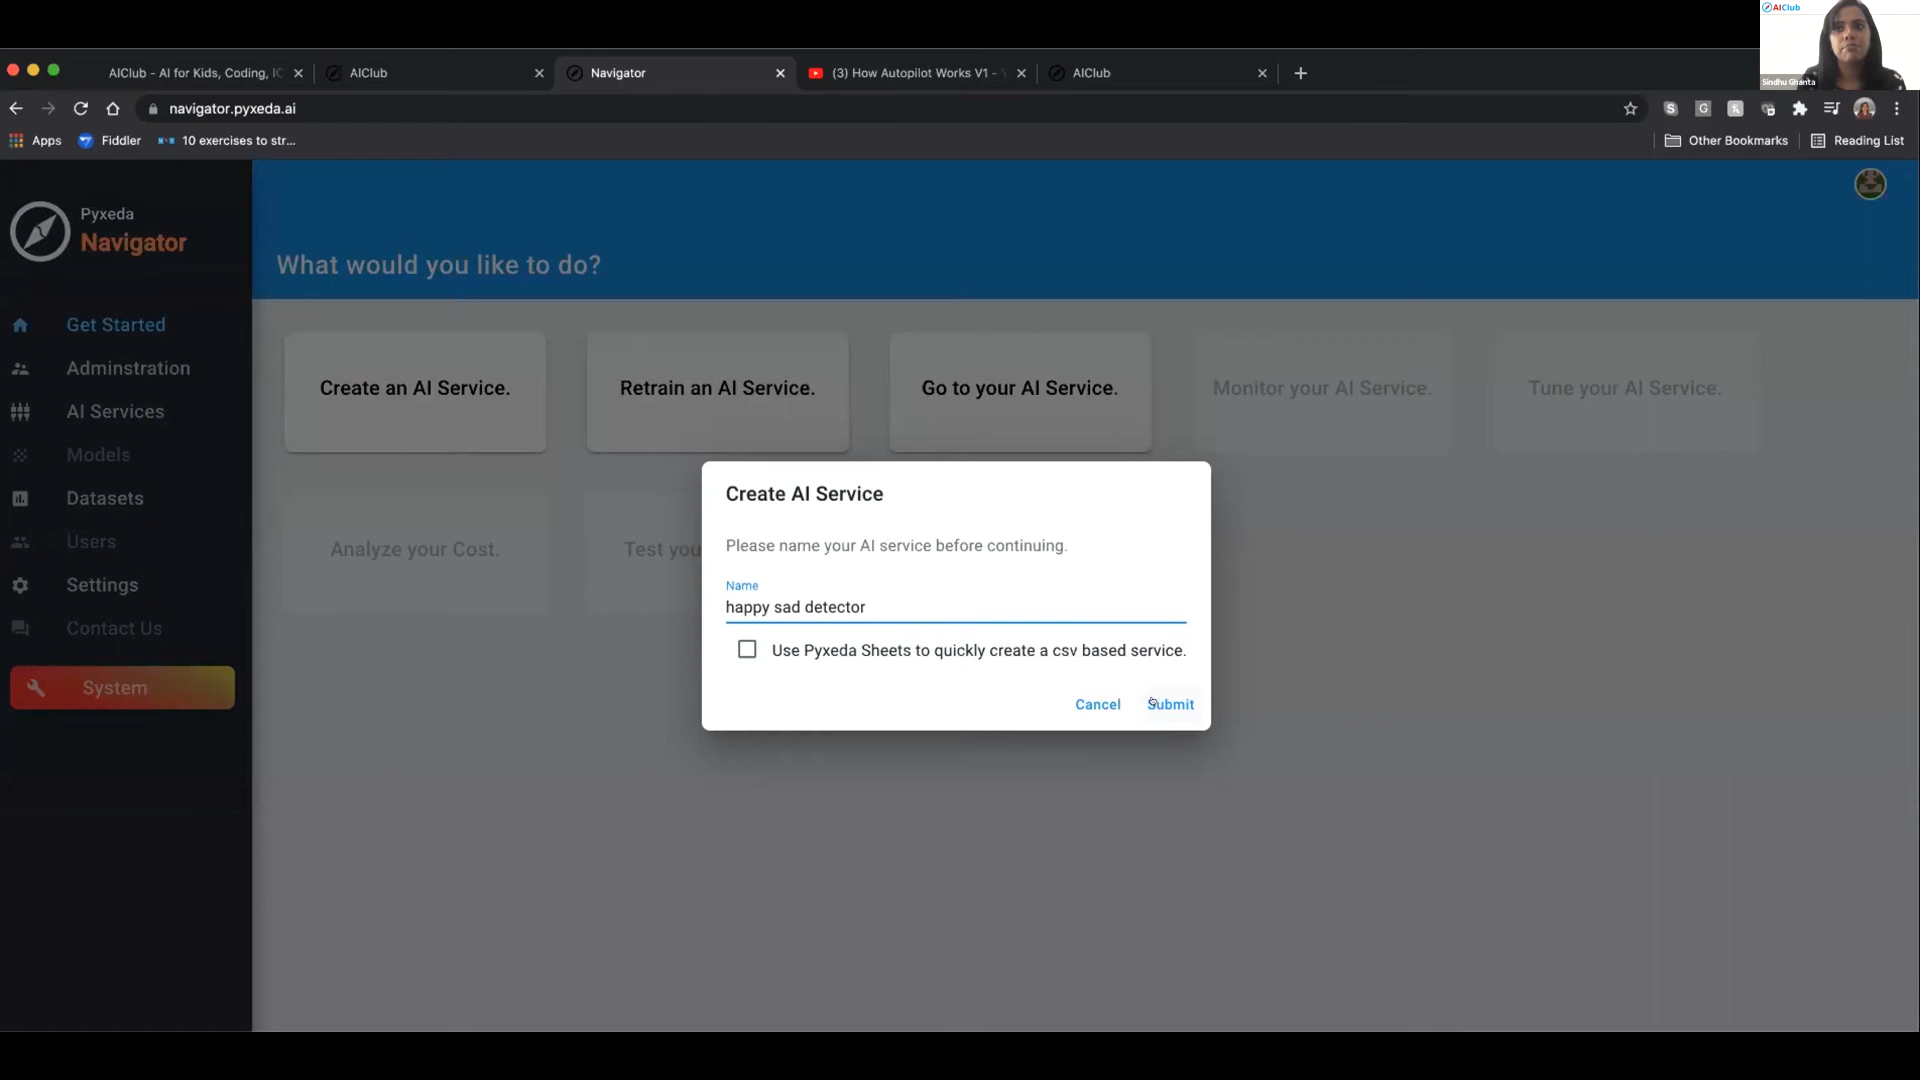 AIClub
Sindhu Ghanta
AIClub - AI for Kids, Coding, IC
AIClub
Navigator
(3) How Autopilot Works V1 -
AIClub
navigator.pyxeda.ai
S
G
Apps
Fiddler
10 exercises to str...
Other Bookmarks
Reading List
Pyxeda
Navigator
What would you like to do?
Get Started
Adminstration
AI Services
Models
Datasets
Users
Settings
Contact Us
System
Create an AI Service.
Retrain an AI Service.
Go to your AI Service.
Monitor your AI Service.
Tune your AI Service.
Analyze your Cost.
Test you
Create AI Service
Please name your AI service before continuing.
Name
happy sad detector
Use Pyxeda Sheets to quickly create a csv based service.
Cancel
Submit